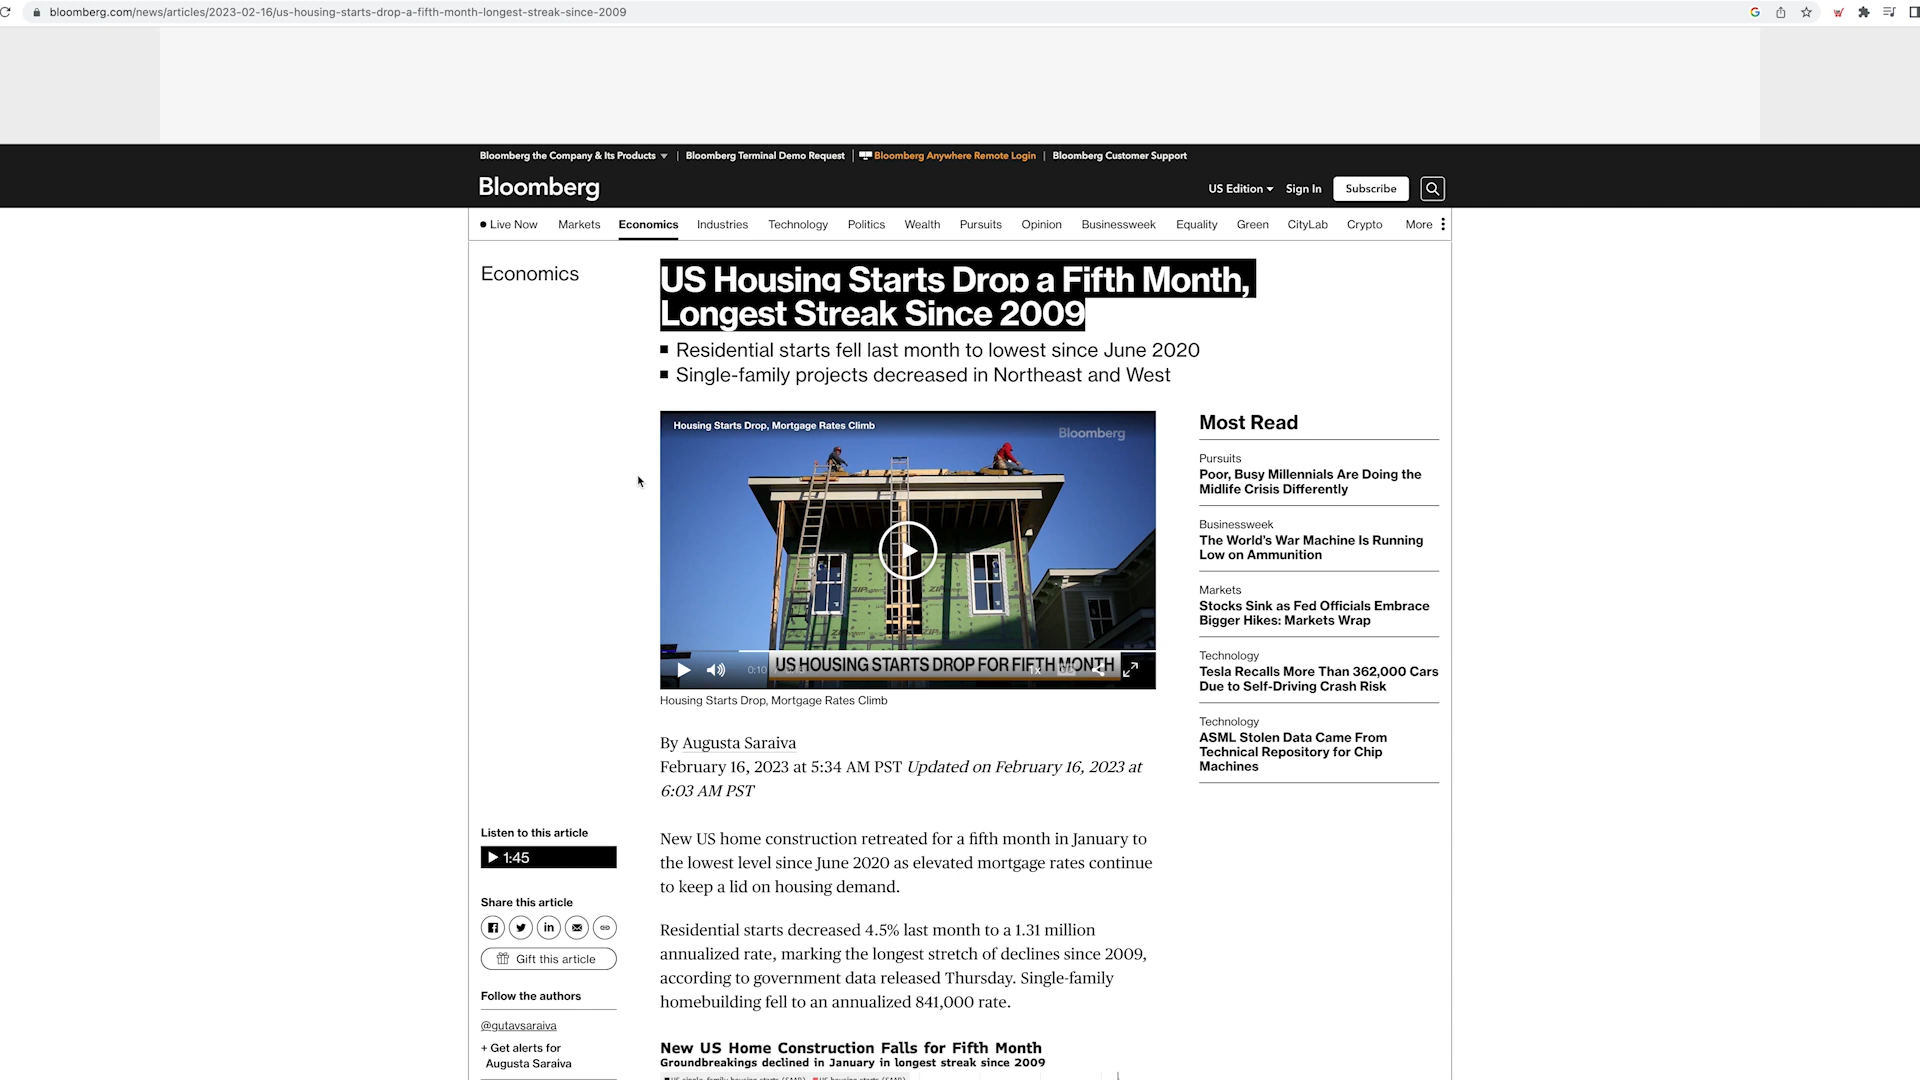 bloomberg.com/news/articles/2023-02-16/us-housing-starts-drop-a-fifth-month-longest-streak-since-2009
Bloomberg the Company & Its Products | Bloomberg Terminal Demo Request | Bloomberg Anywhere Remote Login | Bloomberg Customer Support
Bloomberg
US Edition Sign In Subscribe
Live Now Markets Economics Industries Technology Politics Wealth Pursuits Opinion Businessweek Equality Green CityLab Crypto More
Economics
US Housing Starts Drop a Fifth Month,
Longest Streak Since 2009
Residential starts fell last month to lowest since June 2020
Single-family projects decreased in Northeast and West
Housing Starts Drop, Mortgage Rates Climb
Bloomberg
0:10
US HOUSING STARTS DROP FOR FIFTH MONTH
1x
CC
Housing Starts Drop, Mortgage Rates Climb
By Augusta Saraiva
February 16, 2023 at 5:34 AM PST Updated on February 16, 2023 at
6:03 AM PST
Listen to this article
1:45
Share this article
Gift this article
Follow the authors
@gutavsaraiva
+ Get alerts for
Augusta Saraiva
New US home construction retreated for a fifth month in January to
the lowest level since June 2020 as elevated mortgage rates continue
to keep a lid on housing demand.
Residential starts decreased 4.5% last month to a 1.31 million
annualized rate, marking the longest stretch of declines since 2009,
according to government data released Thursday. Single-family
homebuilding fell to an annualized 841,000 rate.
New US Home Construction Falls for Fifth Month
Groundbreakings declined in January in longest streak since 2009
Most Read
Pursuits
Poor, Busy Millennials Are Doing the
Midlife Crisis Differently
Businessweek
The World's War Machine Is Running
Low on Ammunition
Markets
Stocks Sink as Fed Officials Embrace
Bigger Hikes: Markets Wrap
Technology
Tesla Recalls More Than 362,000 Cars
Due to Self-Driving Crash Risk
Technology
ASML Stolen Data Came From
Technical Repository for Chip
Machines